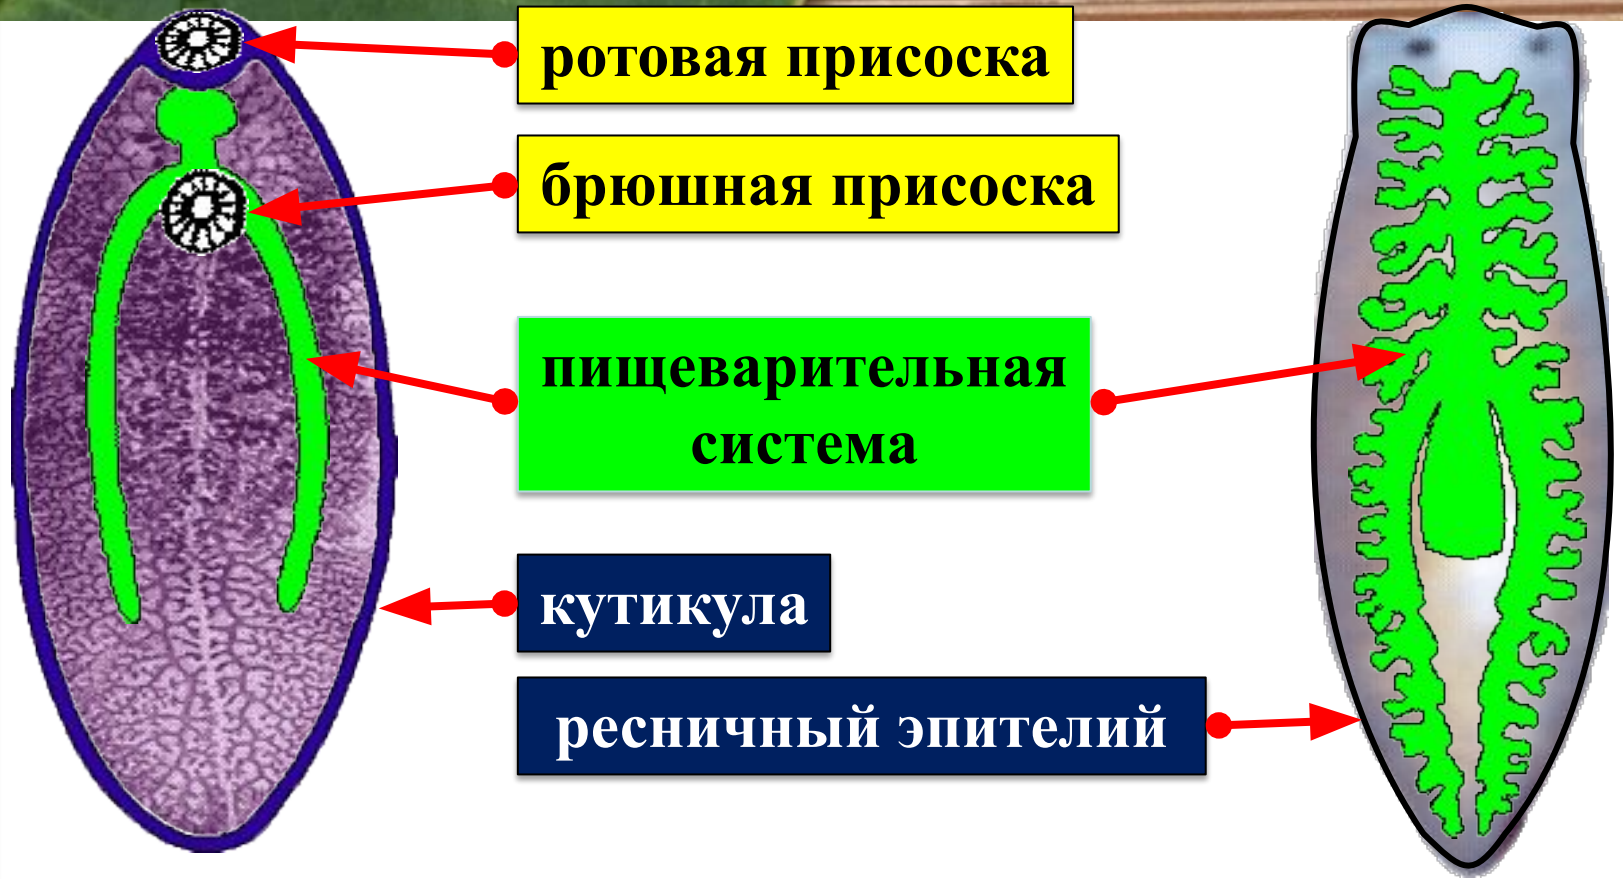 ротовая присоска
брюшная присоска
пищеварительная
система
кутикула
ресничный эпителий